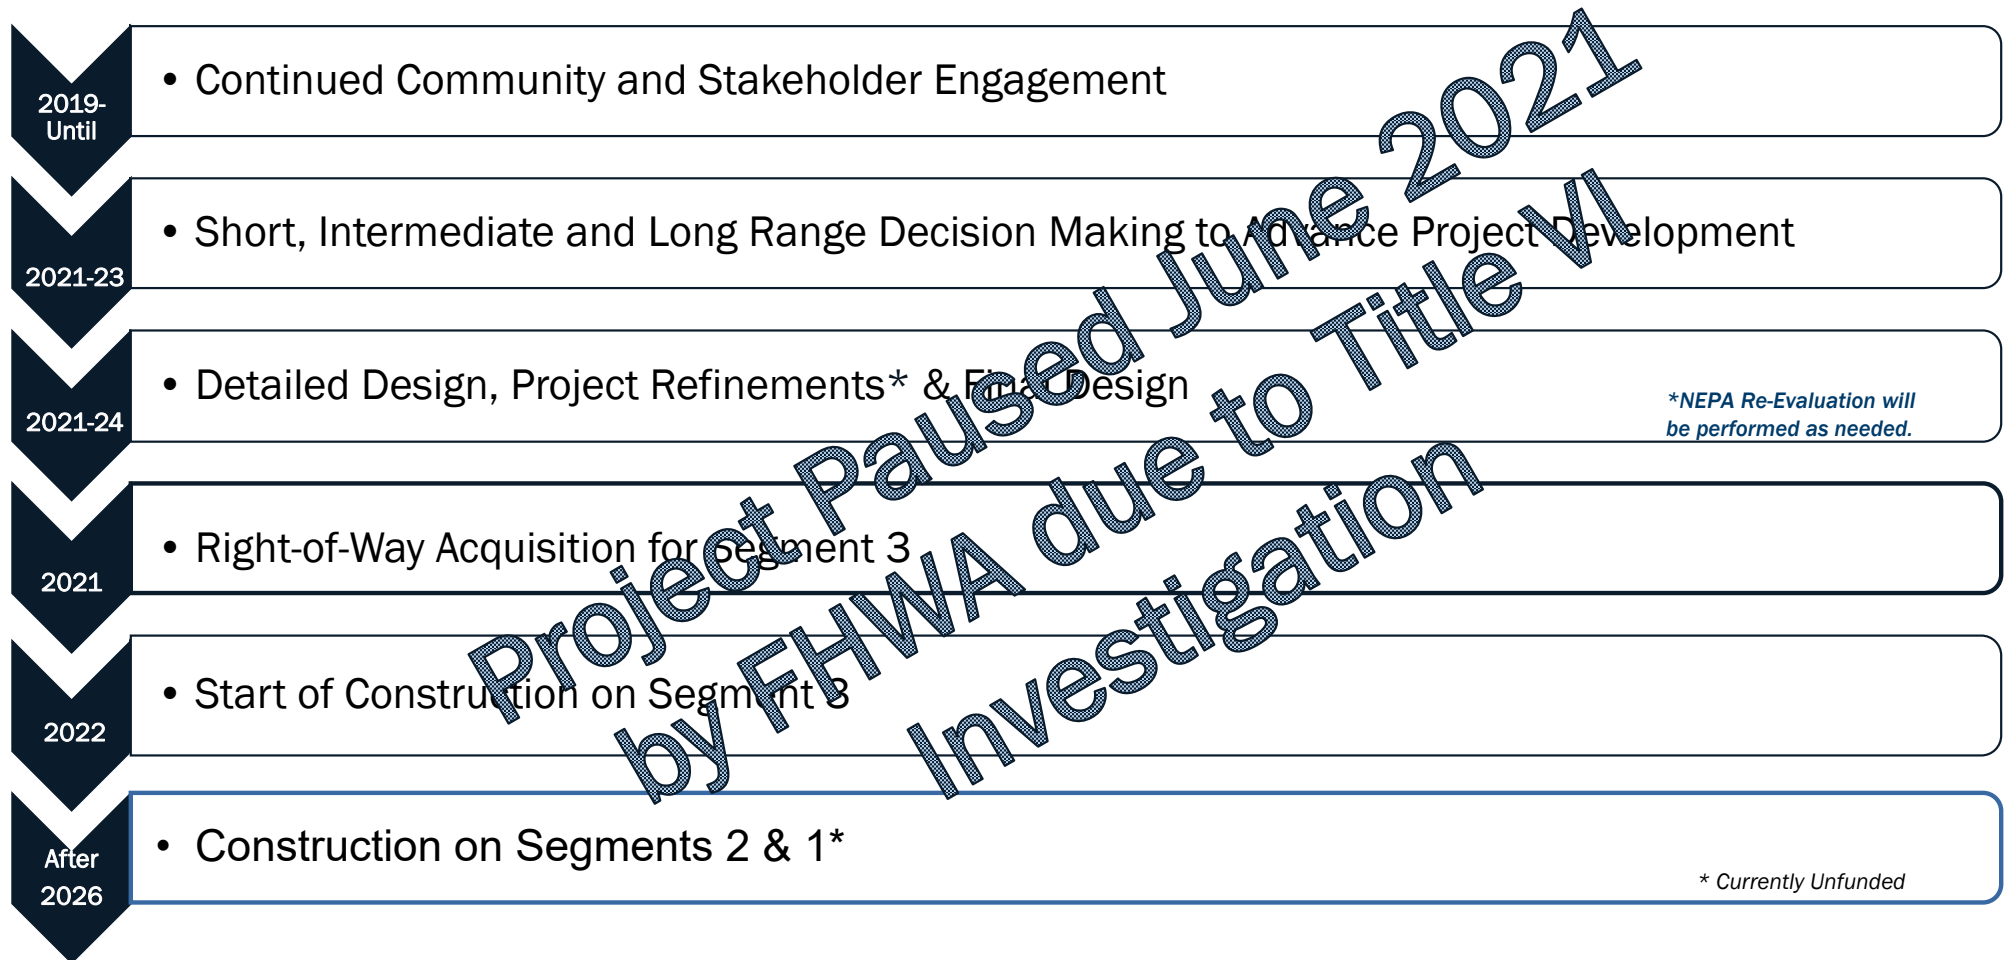 2019-
Until
• Continued Community and Stakeholder Engagement
2021-23
• Short, Intermediate and Long Range Decision Making to Advance Project Development
2021-24
• Detailed Design, Project Refinements* & Final Design
*NEPA Re-Evaluation will
be performed as needed.
2021
• Right-of-Way Acquisition for Segment 3
2022
• Start of Construction on Segment 3
After
2026
• Construction on Segments 2 & 1*
* Currently Unfunded
Project Paused June 2021
by FHWA due to Title VI
Investigation